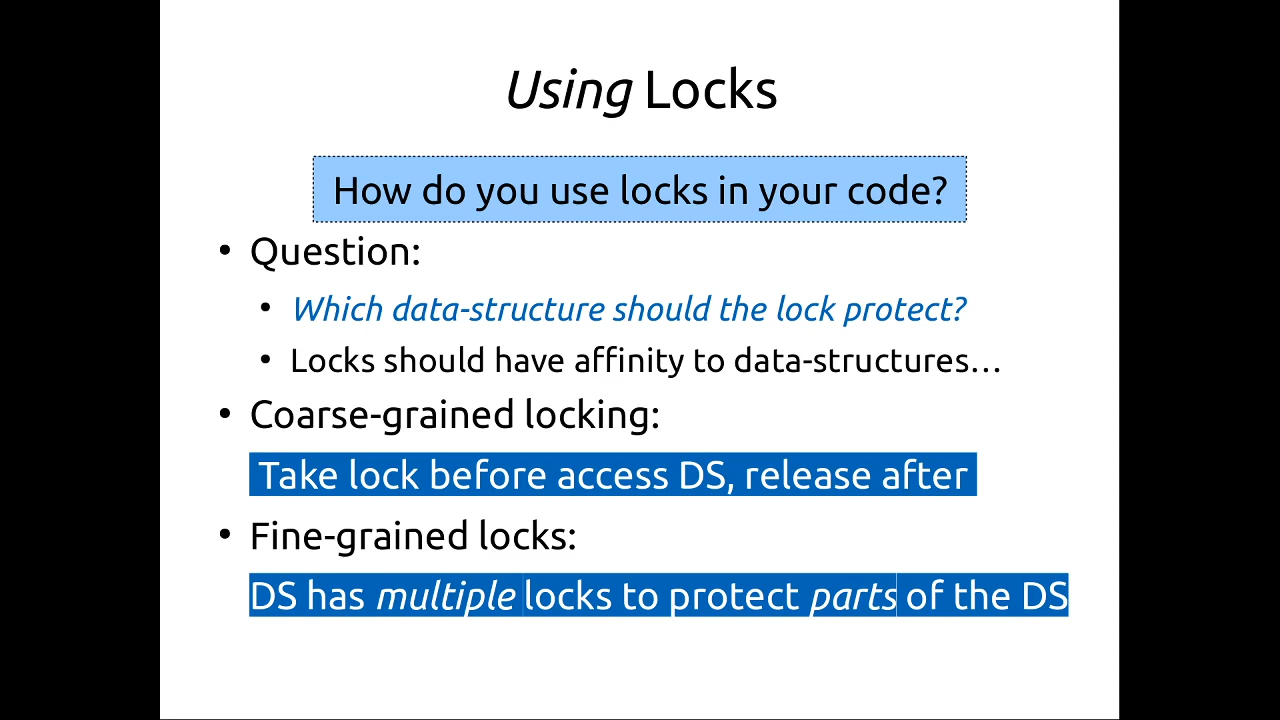 Using Locks
How do you use locks in your code?
• Question:
• Which data-structure should the lock protect?
• Locks should have affinity to data-structures…
• Coarse-grained locking:
Take lock before access DS, release after
• Fine-grained locks:
DS has multiple locks to protect parts of the DS